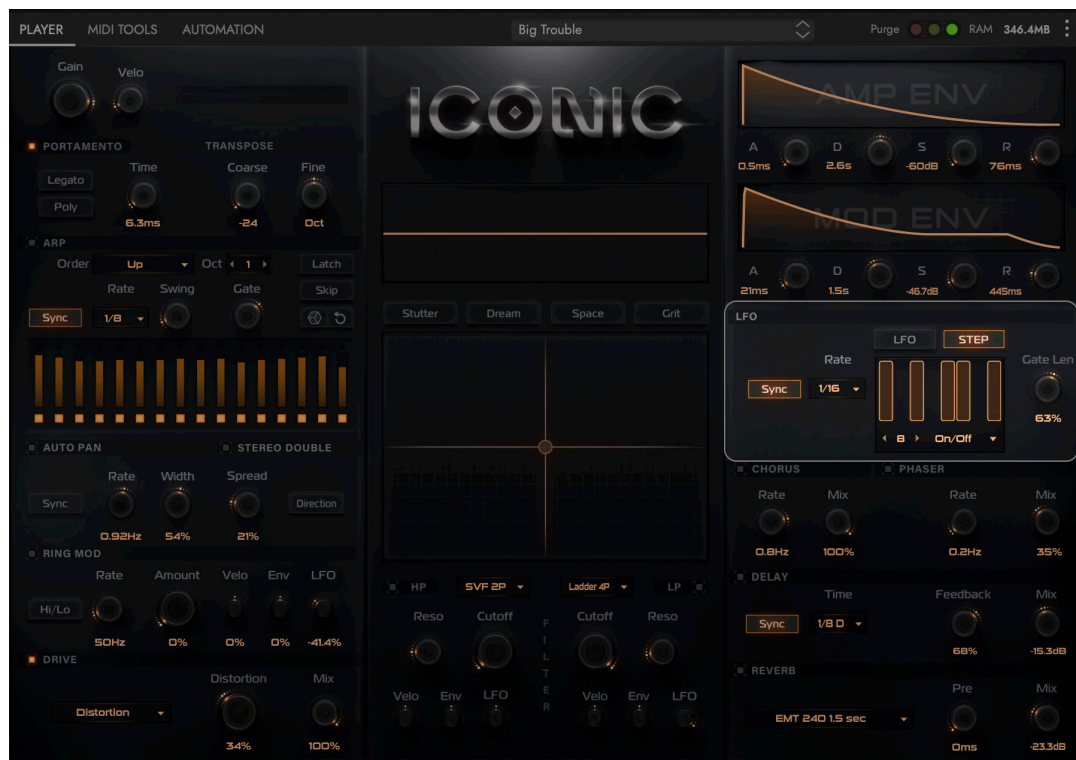 PLAYER MIDI TOOLS AUTOMATION Big Trouble Purge RAM 346.4MB
Gain Velo
PORTAMENTO TRANSPOSE
Legato Time Coarse Fine
Poly
6.3ms -24 Oct
ARP
Order Up Oct 1 Latch
Rate Swing Gate Skip
Sync 1/8
AUTO PAN STEREO DOUBLE
Rate Width Spread
Sync Direction
0.92Hz 54% 21%
RING MOD
Rate Amount Velo Env LFO
Hi/Lo
50Hz 0% 0% 0% -41.4%
DRIVE
Distortion Mix
Distortion
34% 100%
ICONIC
Stutter Dream Space Grit
HP SVF 2P Ladder 4P LP
Reso Cutoff Cutoff Reso
FILTER
Velo Env LFO Velo Env LFO
AMP ENV
A D S R
0.5ms 2.6s -60dB 76ms
MOD ENV
A D S R
21ms 1.5s -46.7dB 445ms
LFO
LFO STEP
Rate Gate Len
Sync 1/16
63%
8 On/Off
CHORUS PHASER
Rate Mix Rate Mix
0.8Hz 100% 0.2Hz 35%
DELAY
Time Feedback Mix
Sync 1/8 D
68% -15.3dB
REVERB
Pre Mix
EMT 240 1.5 sec
0ms -23.3dB